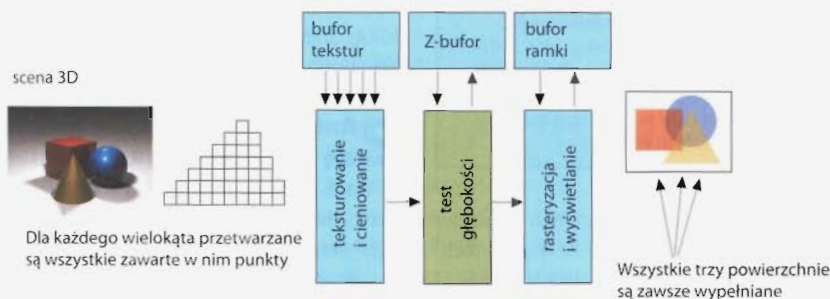 bufor
tekstur
Z-bufor
bufor
ramki
scena 3D
teksturowanie
i cieniowanie
test
głębokości
rasteryzacja
i wyświetlanie
Dla każdego wielokąta przetwarzane
są wszystkie zawarte w nim punkty
Wszystkie trzy powierzchnie
są zawsze wypełniane